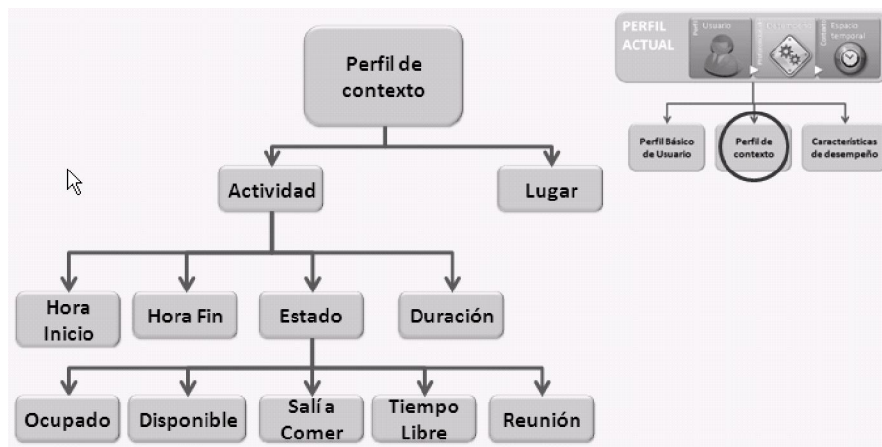 Perfil de
contexto
Actividad
Lugar
Hora
Inicio
Hora Fin
Estado
Duración
Ocupado
Disponible
Salí a
Comer
Tiempo
Libre
Reunión
PERFIL
ACTUAL
Usuario
Espacio
temporal
Perfil Básico
de Usuario
Perfil de
contexto
Características
de desempeño